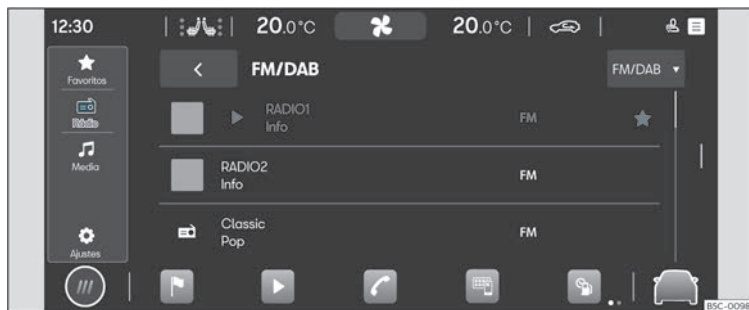 12:30
20.0°C
20.0°C
FM/DAB
FM/DAB
Favoritos
RADIO1
Info
FM
Rádio
Media
RADIO2
Info
FM
Classic
Pop
FM
Ajustes
B5C-0098